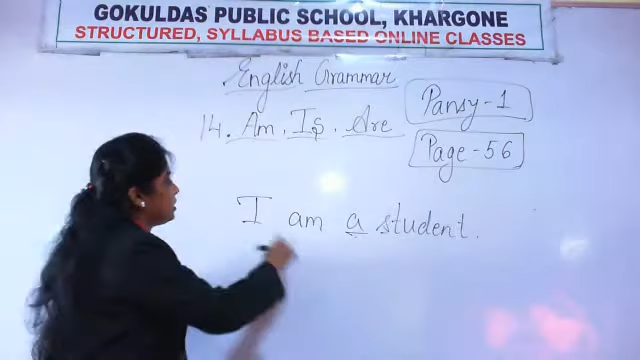 GOKULDAS PUBLIC SCHOOL, KHARGONE
STRUCTURED, SYLLABUS BASED ONLINE CLASSES
English Grammar
14. Am, Is, Are
Pansy-1
Page-56
I am a student.